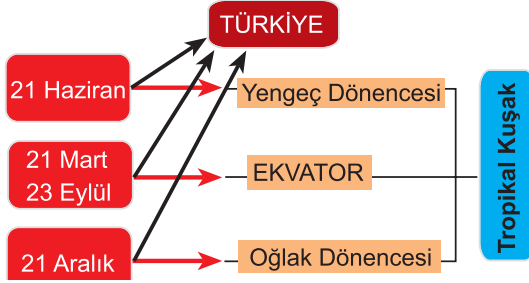 TÜRKİYE
21 Haziran
Yengeç Dönencesi
21 Mart
23 Eylül
EKVATOR
21 Aralık
Oğlak Dönencesi
Tropikal Kuşak